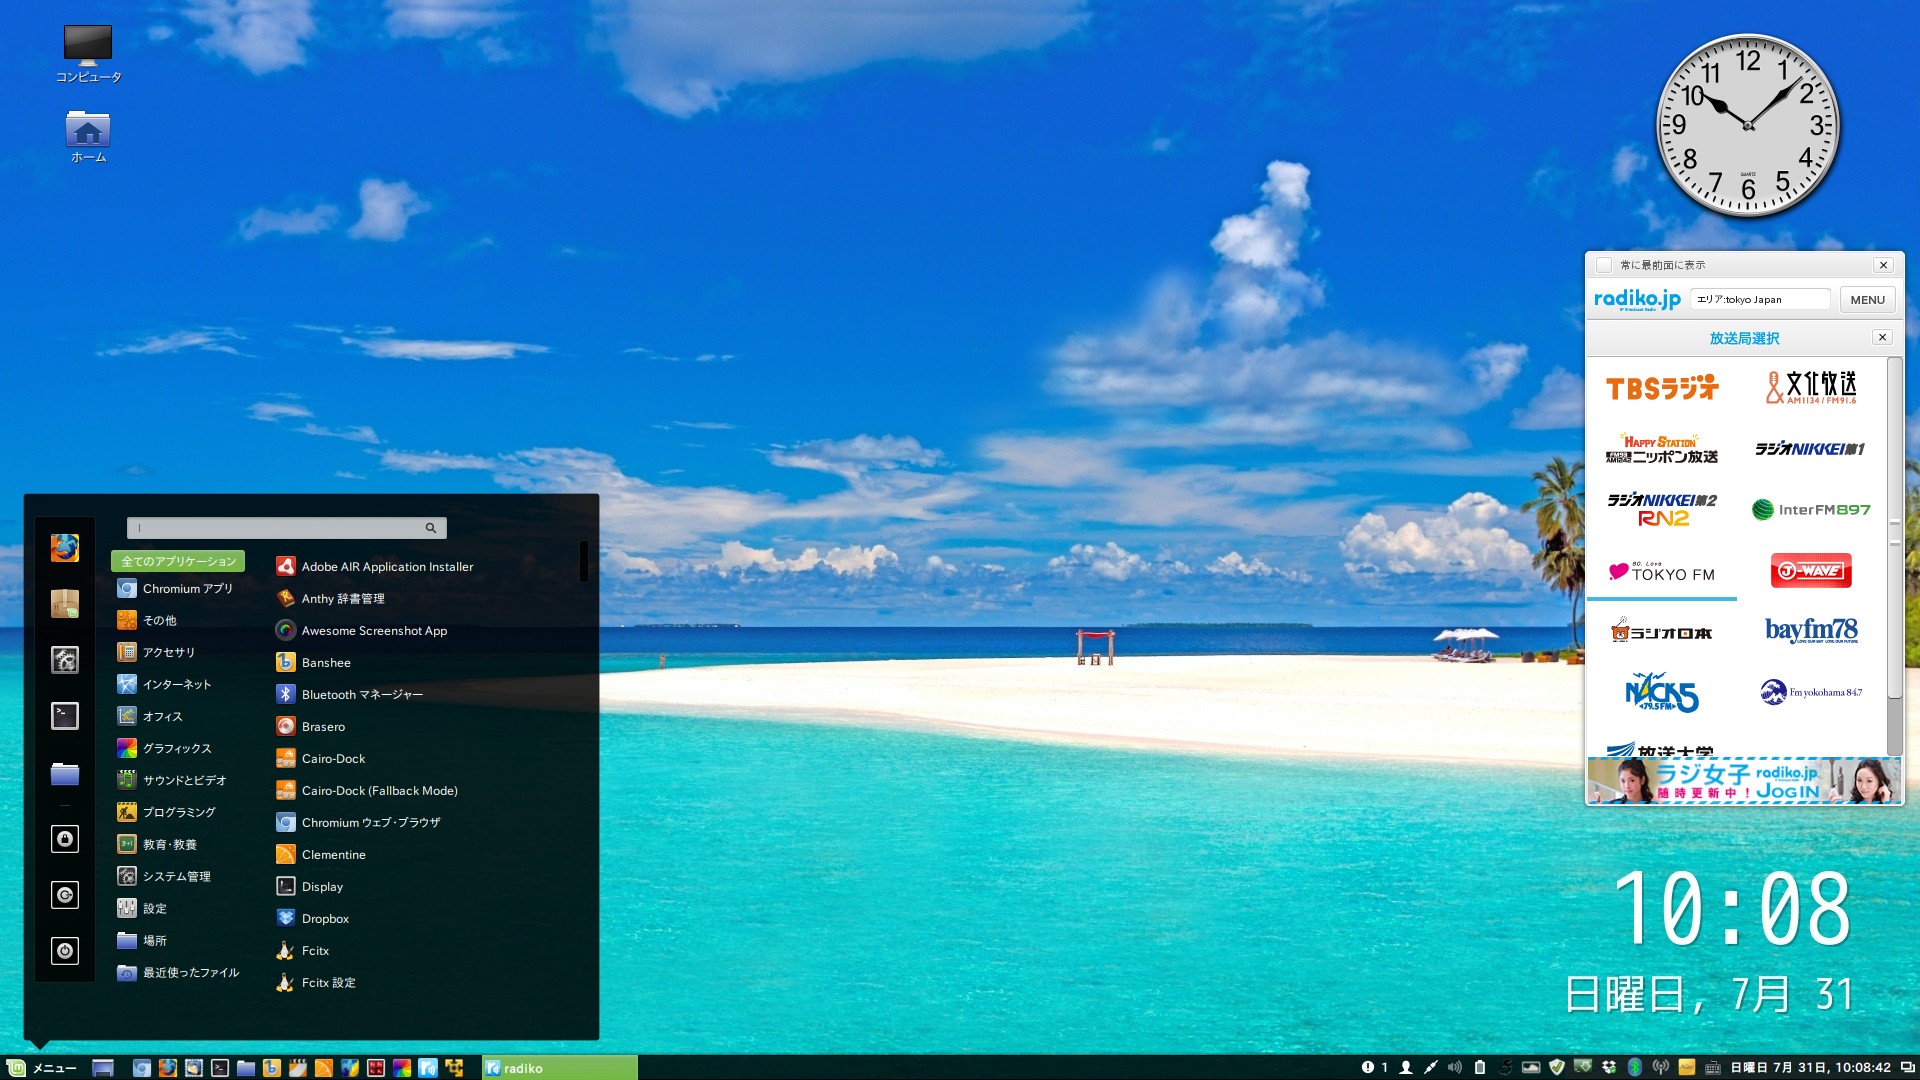 コンピュータ
ホーム
12
11
1
10
2
9
3
8
4
7
5
6
QUARTZ
常に最前面に表示
radiko.jp
エリア:tokyo Japan
MENU
放送局選択
TBSラジオ
文化放送
AM1134 / FM91.6
HAPPY STATION
ニッポン放送
ラジオNIKKEI第1
ラジオNIKKEI第2
RN2
InterFM897
80. Love
TOKYO FM
J-WAVE
ラジオ日本
bayfm78
NACK5
79.5FM
Fm yokohama 84.7
放送大学
ラジ女子 radiko.jp
随時更新中! JOGIN
全てのアプリケーション
Chromium アプリ
その他
アクセサリ
インターネット
オフィス
グラフィックス
サウンドとビデオ
プログラミング
教育・教養
システム管理
設定
場所
最近使ったファイル
Adobe AIR Application Installer
Anthy 辞書管理
Awesome Screenshot App
Banshee
Bluetooth マネージャー
Brasero
Cairo-Dock
Cairo-Dock (Fallback Mode)
Chromium ウェブ・ブラウザ
Clementine
Display
Dropbox
Fcitx
Fcitx 設定
10:08
日曜日, 7月 31
メニュー
radiko
1
日曜日 7月 31日, 10:08:42